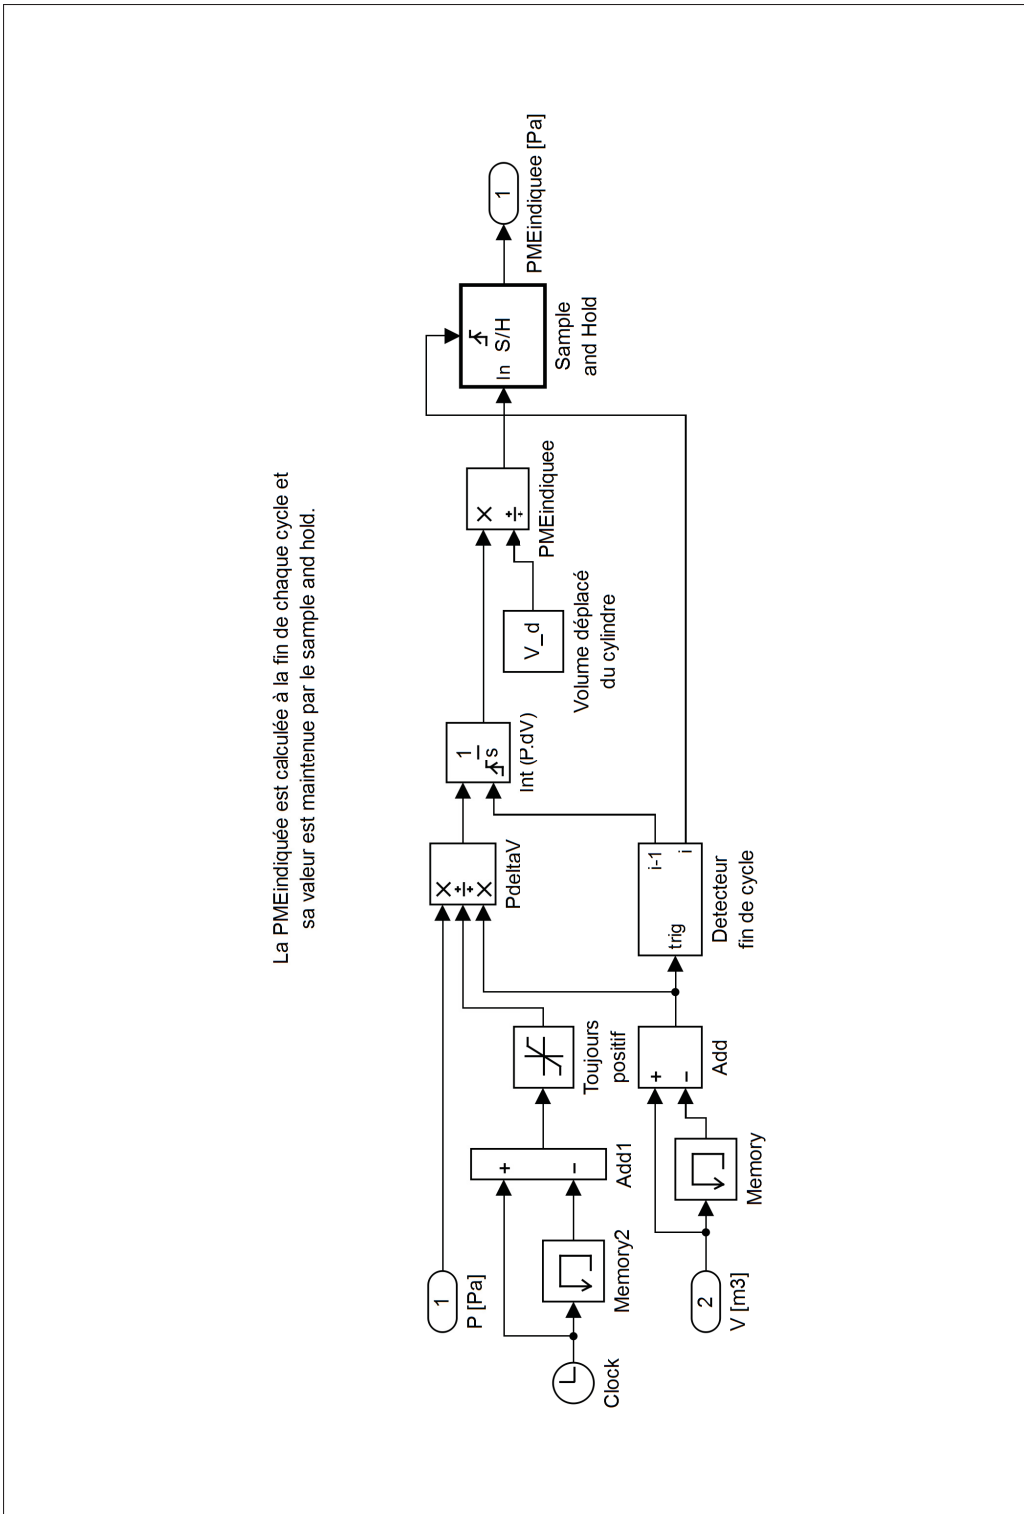 La PMEindiquée est calculée à la fin de chaque cycle et
sa valeur est maintenue par le sample and hold.
1
P [Pa]
Clock
Memory2
+
−
Add1
Toujours
positif
2
V [m3]
Memory
+
−
Add
×
÷
×
PdeltaV
trig
i-1
i
Detecteur
fin de cycle
1
s
Int (P.dV)
V_d
Volume déplacé
du cylindre
×
÷
PMEindiquee
In
S/H
Sample
and Hold
1
PMEindiquee [Pa]